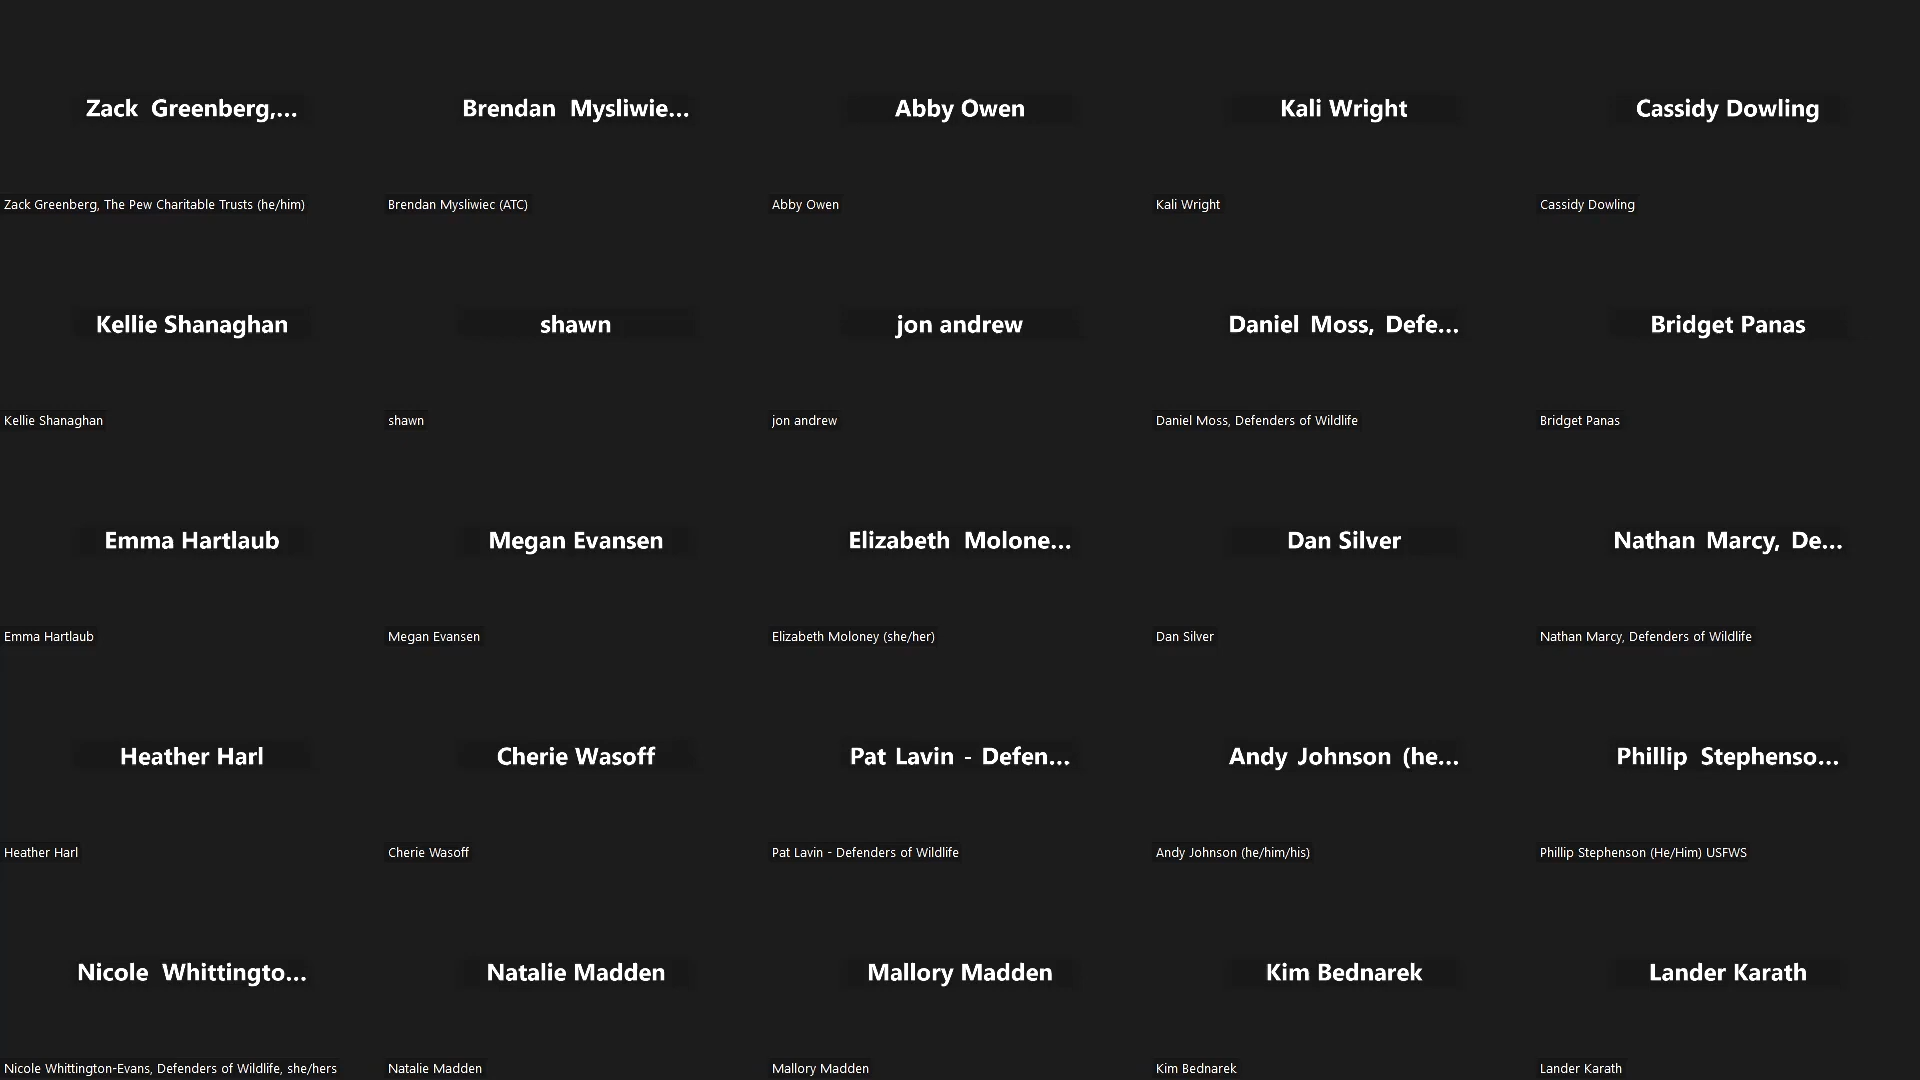 Zack Greenberg,...
Brendan Mysliwie...
Abby Owen
Kali Wright
Cassidy Dowling
Zack Greenberg, The Pew Charitable Trusts (he/him)
Brendan Mysliwiec (ATC)
Abby Owen
Kali Wright
Cassidy Dowling
Kellie Shanaghan
shawn
jon andrew
Daniel Moss, Defe...
Bridget Panas
Kellie Shanaghan
shawn
jon andrew
Daniel Moss, Defenders of Wildlife
Bridget Panas
Emma Hartlaub
Megan Evansen
Elizabeth Molone...
Dan Silver
Nathan Marcy, De...
Emma Hartlaub
Megan Evansen
Elizabeth Moloney (she/her)
Dan Silver
Nathan Marcy, Defenders of Wildlife
Heather Harl
Cherie Wasoff
Pat Lavin - Defen...
Andy Johnson (he...
Phillip Stephenso...
Heather Harl
Cherie Wasoff
Pat Lavin - Defenders of Wildlife
Andy Johnson (he/him/his)
Phillip Stephenson (He/Him) USFWS
Nicole Whittingto...
Natalie Madden
Mallory Madden
Kim Bednarek
Lander Karath
Nicole Whittington-Evans, Defenders of Wildlife, she/hers
Natalie Madden
Mallory Madden
Kim Bednarek
Lander Karath